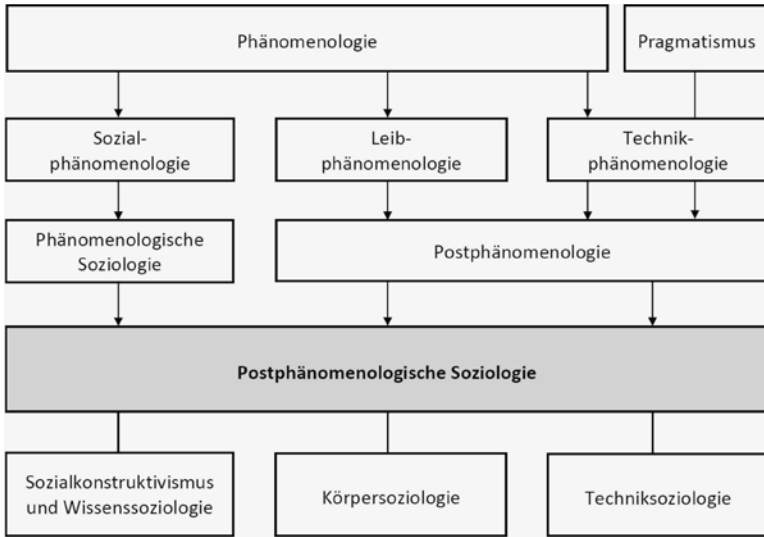 Phänomenologie
Pragmatismus
Sozial-
phänomenologie
Leib-
phänomenologie
Technik-
phänomenologie
Phänomenologische
Soziologie
Postphänomenologie
Postphänomenologische Soziologie
Sozialkonstruktivismus
und Wissenssoziologie
Körpersoziologie
Techniksoziologie